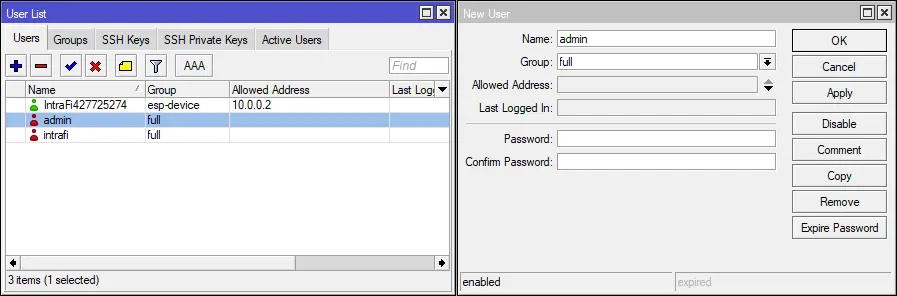 User List
Users Groups SSH Keys SSH Private Keys Active Users
AAA Find
Name Group Allowed Address Last Logg
IntraFi427725274 esp-device 10.0.0.2
admin full
intrafi full
3 items (1 selected)
New User
Name: admin
Group: full
Allowed Address:
Last Logged In:
Password:
Confirm Password:
OK
Cancel
Apply
Disable
Comment
Copy
Remove
Expire Password
enabled expired